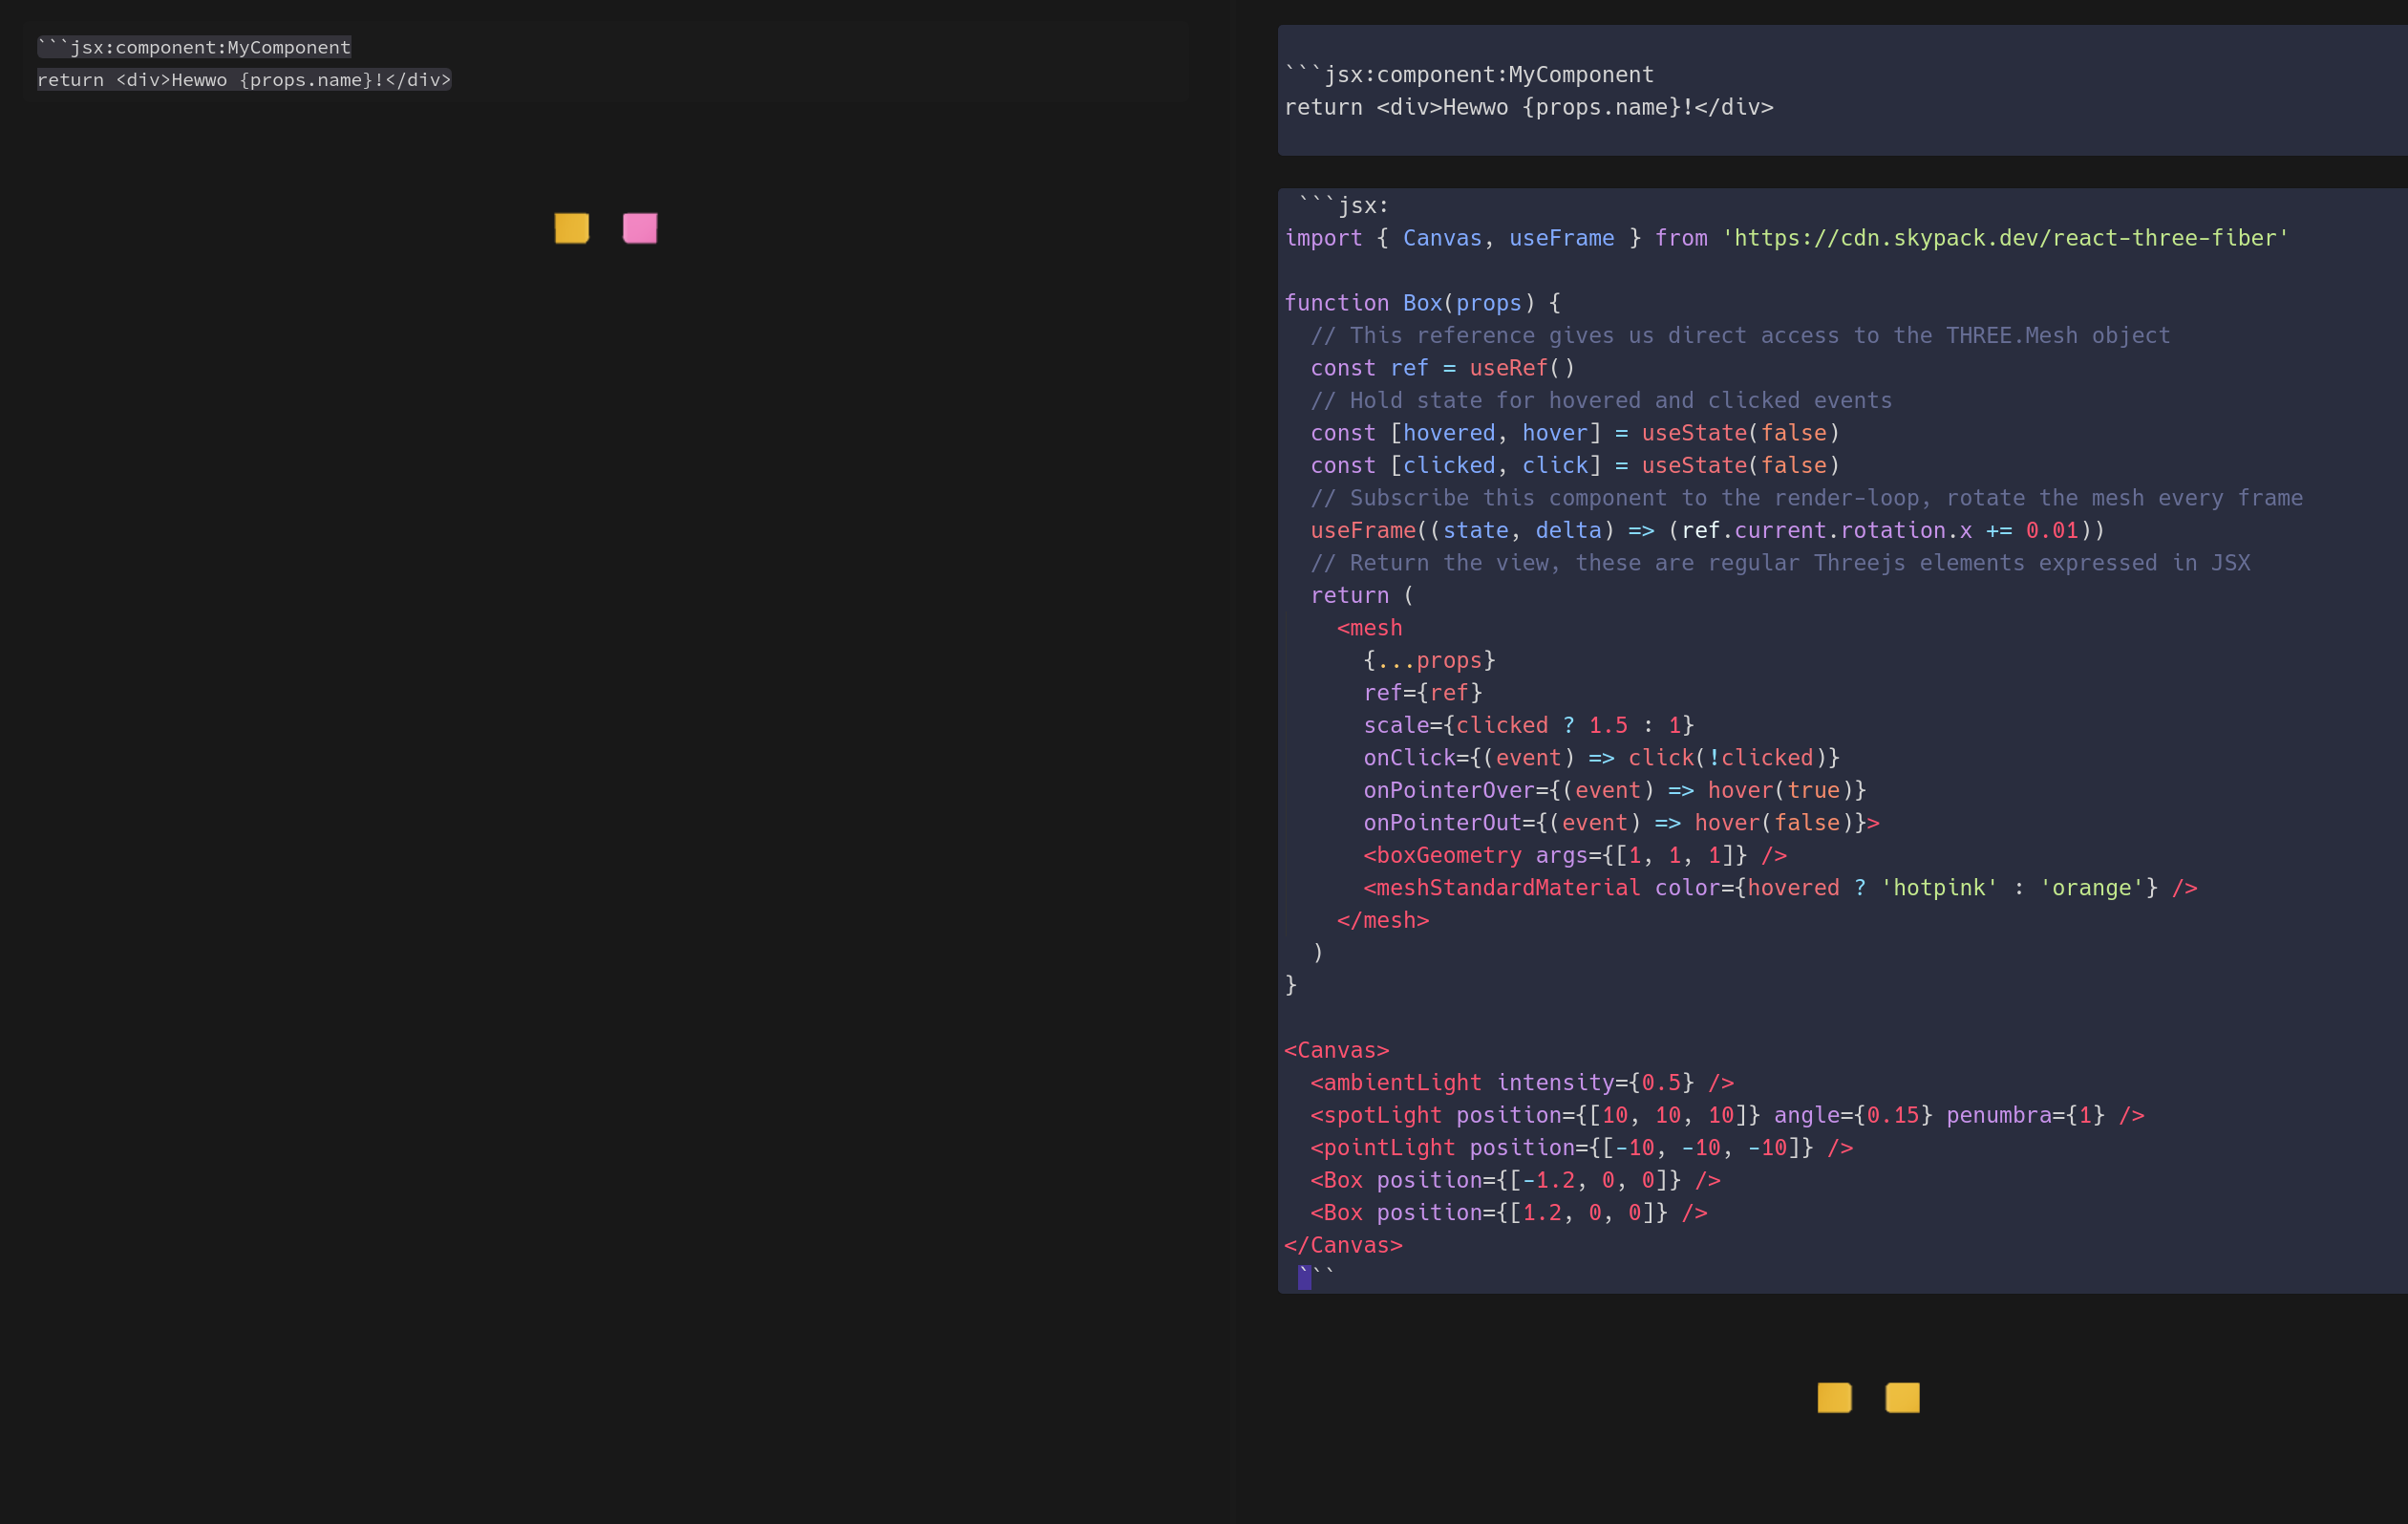 ```jsx:component:MyComponent
return <div>Hewwo {props.name}!</div>
```jsx:component:MyComponent
return <div>Hewwo {props.name}!</div>
```jsx:
import { Canvas, useFrame } from 'https://cdn.skypack.dev/react-three-fiber'
function Box(props) {
  // This reference gives us direct access to the THREE.Mesh object
  const ref = useRef()
  // Hold state for hovered and clicked events
  const [hovered, hover] = useState(false)
  const [clicked, click] = useState(false)
  // Subscribe this component to the render-loop, rotate the mesh every frame
  useFrame((state, delta) => (ref.current.rotation.x += 0.01))
  // Return the view, these are regular Threejs elements expressed in JSX
  return (
    <mesh
      {...props}
      ref={ref}
      scale={clicked ? 1.5 : 1}
      onClick={(event) => click(!clicked)}
      onPointerOver={(event) => hover(true)}
      onPointerOut={(event) => hover(false)}>
      <boxGeometry args={[1, 1, 1]} />
      <meshStandardMaterial color={hovered ? 'hotpink' : 'orange'} />
    </mesh>
  )
}
<Canvas>
  <ambientLight intensity={0.5} />
  <spotLight position={[10, 10, 10]} angle={0.15} penumbra={1} />
  <pointLight position={[-10, -10, -10]} />
  <Box position={[-1.2, 0, 0]} />
  <Box position={[1.2, 0, 0]} />
</Canvas>
```